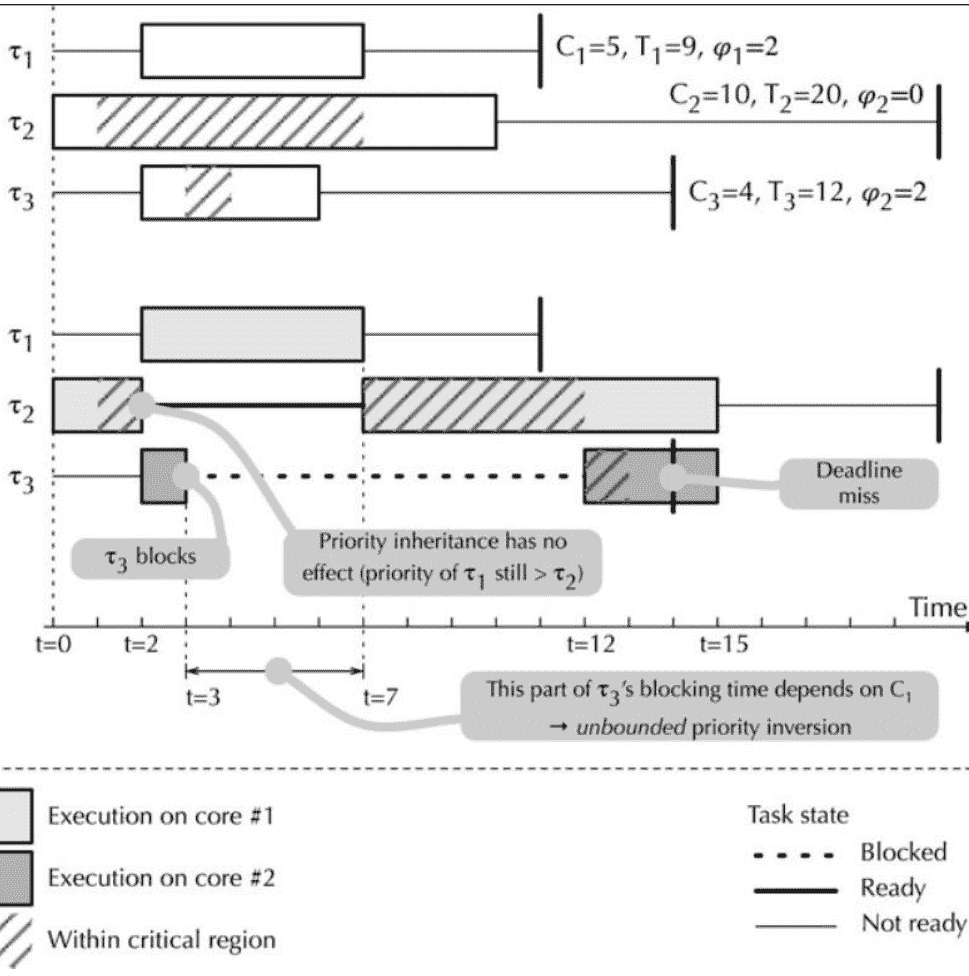 τ1
C1=5, T1=9, φ1=2
τ2
C2=10, T2=20, φ2=0
τ3
C3=4, T3=12, φ2=2
τ1
τ2
τ3
Deadline
miss
τ3 blocks
Priority inheritance has no
effect (priority of τ1 still > τ2)
Time
t=0
t=2
t=12
t=15
t=3
t=7
This part of τ3's blocking time depends on C1
→ unbounded priority inversion
Execution on core #1
Execution on core #2
Within critical region
Task state
Blocked
Ready
Not ready